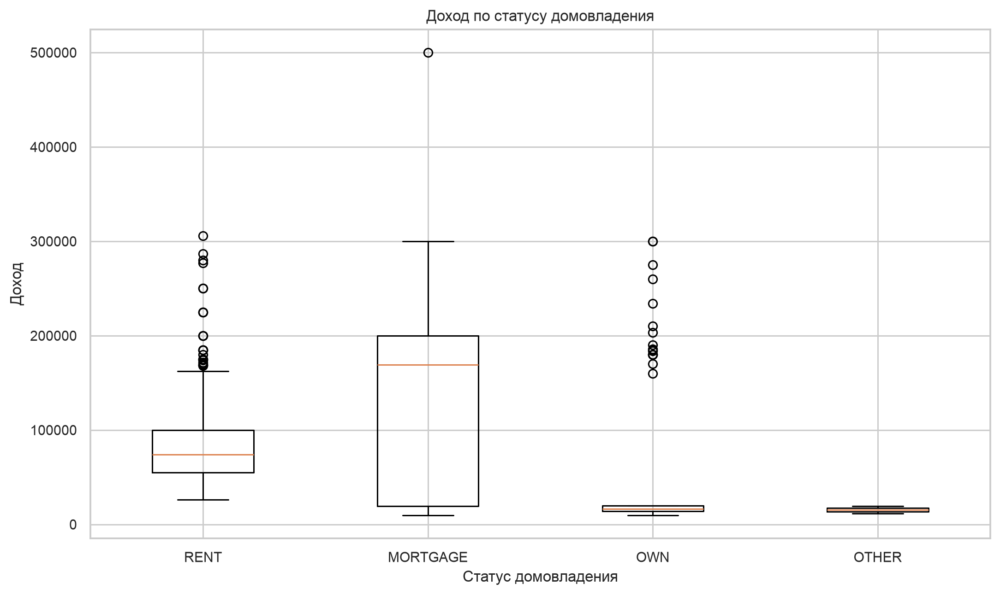 Доход по статусу домовладения
500000
400000
300000
200000
100000
0
Доход
RENT
MORTGAGE
OWN
OTHER
Статус домовладения